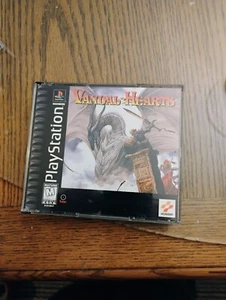 VANDAL HEARTS
PlayStation
M
KONAMI